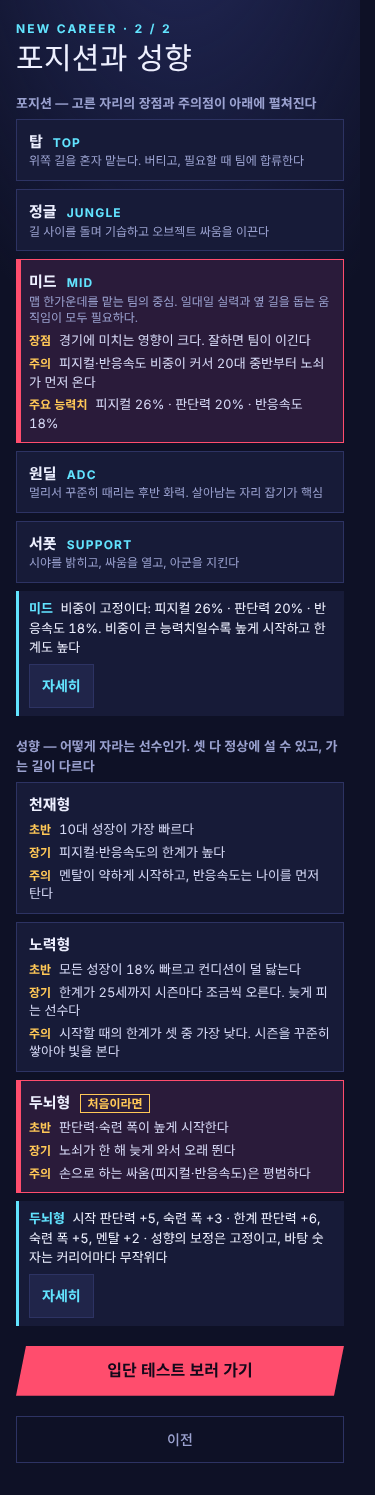 NEW CAREER · 2 / 2
포지션과 성향
포지션 — 고른 자리의 장점과 주의점이 아래에 펼쳐진다
탑 TOP
위쪽 길을 혼자 맡는다. 버티고, 필요할 때 팀에 합류한다
정글 JUNGLE
길 사이를 돌며 기습하고 오브젝트 싸움을 이끈다
미드 MID
맵 한가운데를 맡는 팀의 중심. 일대일 실력과 옆 길을 돕는 움
직임이 모두 필요하다.
장점 경기에 미치는 영향이 크다. 잘하면 팀이 이긴다
주의 피지컬·반응속도 비중이 커서 20대 중반부터 노쇠
가 먼저 온다
주요 능력치 피지컬 26% · 판단력 20% · 반응속도
18%
원딜 ADC
멀리서 꾸준히 때리는 후반 화력. 살아남는 자리 잡기가 핵심
서폿 SUPPORT
시야를 밝히고, 싸움을 열고, 아군을 지킨다
미드 비중이 고정이다: 피지컬 26% · 판단력 20% · 반
응속도 18%. 비중이 큰 능력치일수록 높게 시작하고 한
계도 높다
자세히
성향 — 어떻게 자라는 선수인가. 셋 다 정상에 설 수 있고, 가
는 길이 다르다
천재형
초반 10대 성장이 가장 빠르다
장기 피지컬·반응속도의 한계가 높다
주의 멘탈이 약하게 시작하고, 반응속도는 나이를 먼저
탄다
노력형
초반 모든 성장이 18% 빠르고 컨디션이 덜 닳는다
장기 한계가 25세까지 시즌마다 조금씩 오른다. 늦게 피
는 선수다
주의 시작할 때의 한계가 셋 중 가장 낮다. 시즌을 꾸준히
쌓아야 빛을 본다
두뇌형 처음이라면
초반 판단력·숙련 폭이 높게 시작한다
장기 노쇠가 한 해 늦게 와서 오래 뛴다
주의 손으로 하는 싸움(피지컬·반응속도)은 평범하다
두뇌형 시작 판단력 +5, 숙련 폭 +3 · 한계 판단력 +6,
숙련 폭 +5, 멘탈 +2 · 성향의 보정은 고정이고, 바탕 숫
자는 커리어마다 무작위다
자세히
입단 테스트 보러 가기
이전